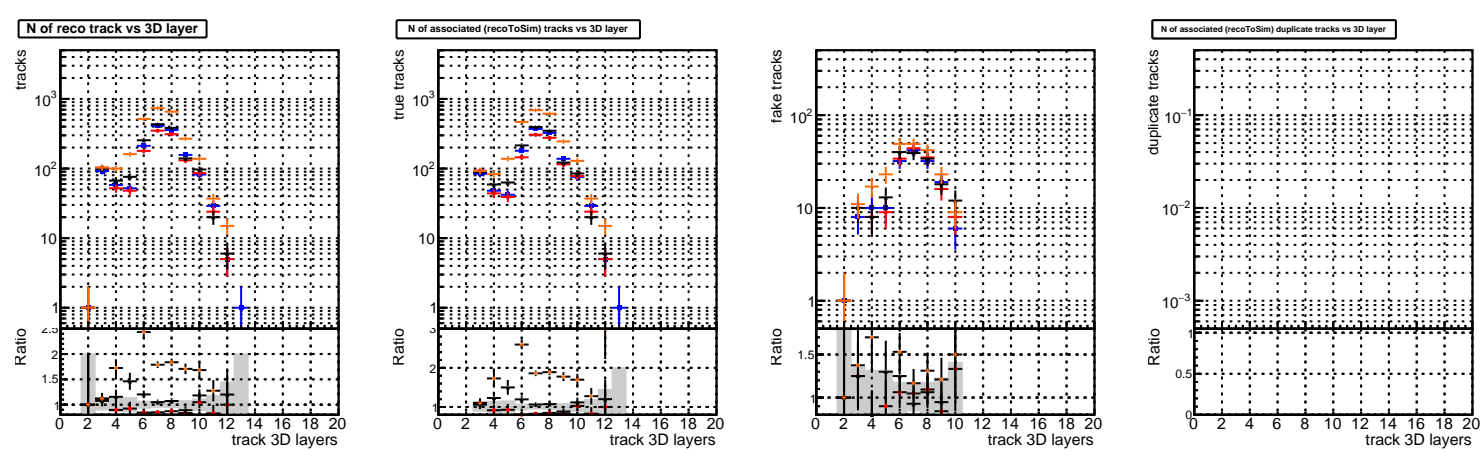 N of reco track vs 3D layer
tracks
10³
10²
10
1
Ratio
2.5
2
1.5
1
0 2 4 6 8 10 12 14 16 18 20
track 3D layers
N of associated (recoToSim) tracks vs 3D layer
true tracks
10³
10²
10
1
Ratio
3
2
1
0 2 4 6 8 10 12 14 16 18 20
track 3D layers
fake tracks
10²
10
1
Ratio
1.5
1
0 2 4 6 8 10 12 14 16 18 20
track 3D layers
N of associated (recoToSim) duplicate tracks vs 3D layer
duplicate tracks
10⁻¹
10⁻²
10⁻³
Ratio
1
0.5
0
0 2 4 6 8 10 12 14 16 18 20
track 3D layers